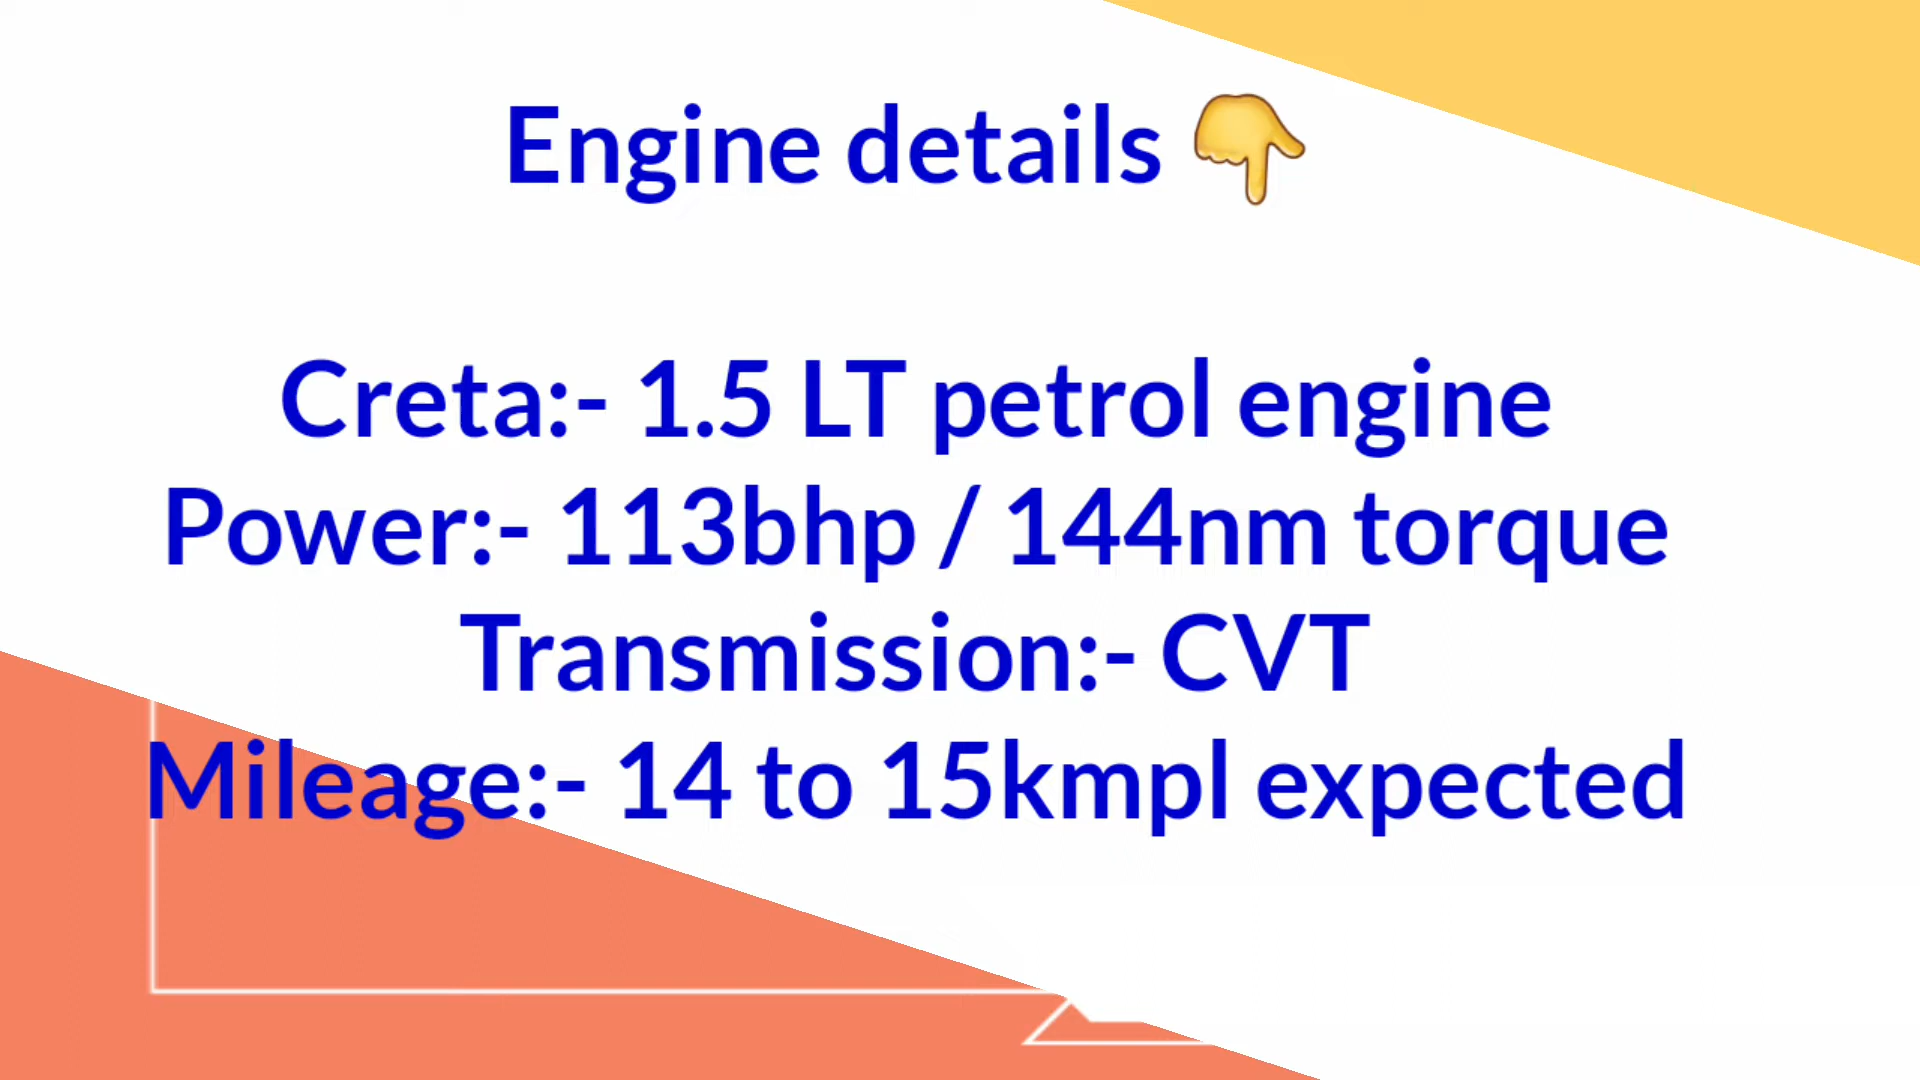 Engine details 👇
Creta:- 1.5 LT petrol engine
Power:- 113bhp / 144nm torque
Transmission:- CVT
Mileage:- 14 to 15kmpl expected